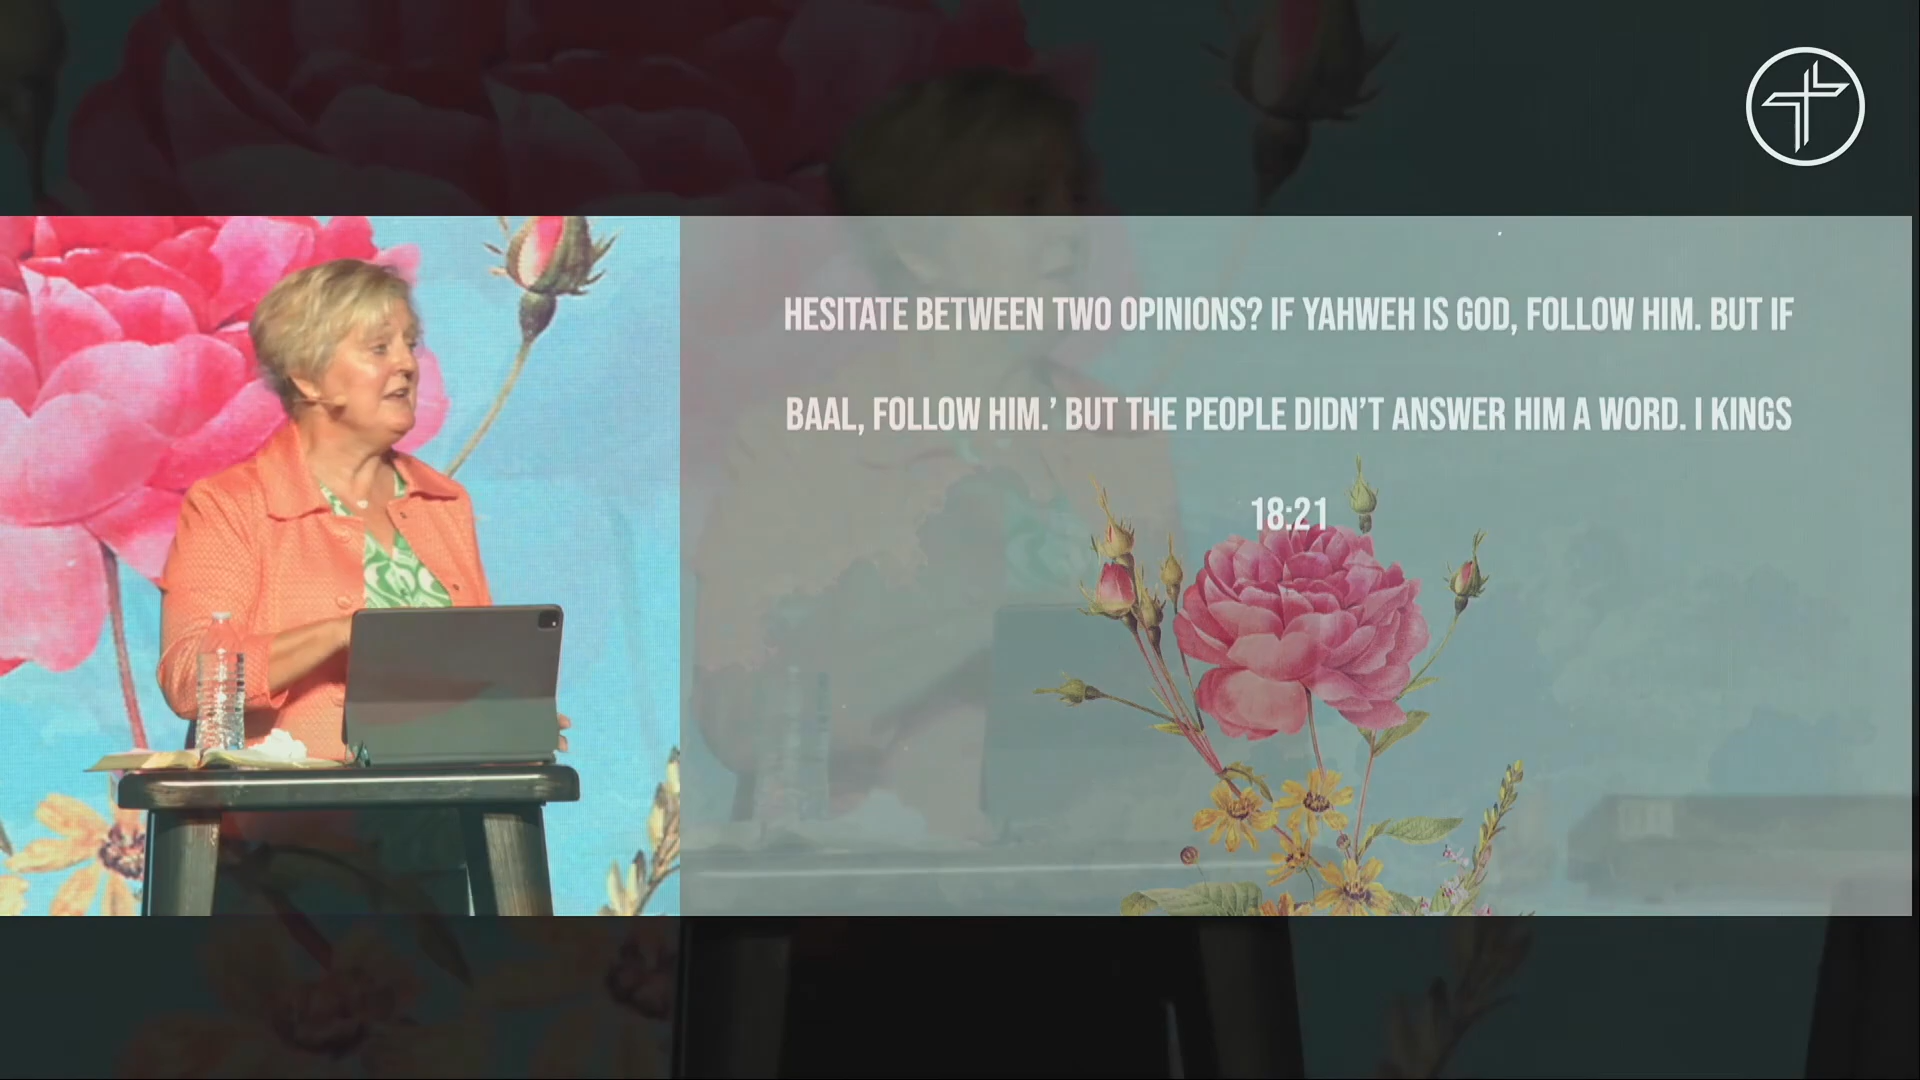 HESITATE BETWEEN TWO OPINIONS? IF YAHWEH IS GOD, FOLLOW HIM. BUT IF
BAAL, FOLLOW HIM.’ BUT THE PEOPLE DIDN’T ANSWER HIM A WORD. I KINGS
18:21